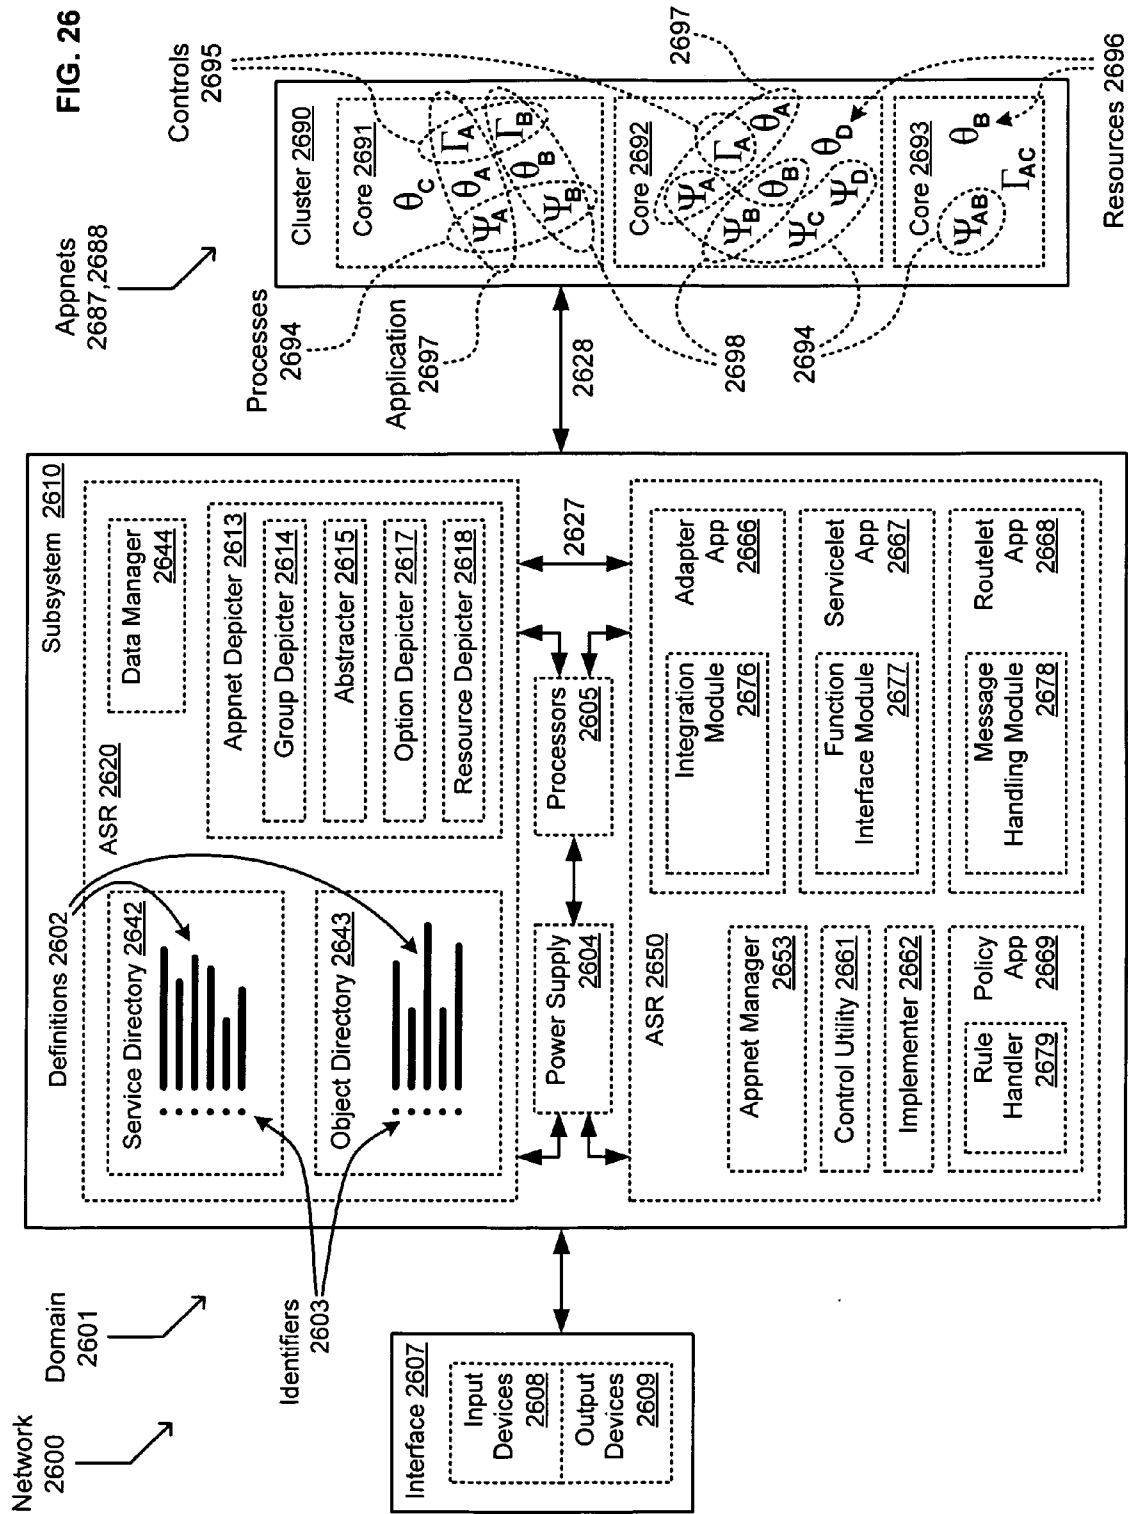 FIG. 26
Network
2600
Domain
2601
Appnets
2687,2688
Interface 2607
Input
Devices
2608
Output
Devices
2609
Subsystem 2610
Definitions 2602
Identifiers
2603
ASR 2620
Service Directory 2642
Object Directory 2643
Data Manager
2644
Appnet Depicter 2613
Group Depicter 2614
Abstracter 2615
Option Depicter 2617
Resource Depicter 2618
Power Supply
2604
Processors
2605
2627
ASR 2650
Appnet Manager
2653
Control Utility 2661
Implementer 2662
Policy
App
2669
Rule
Handler
2679
Adapter
App
2666
Integration
Module
2676
Servicelet
App
2667
Function
Interface Module
2677
Routelet
App
2668
Message
Handling Module
2678
2628
Processes
2694
Application
2697
2698
2694
Controls
2695
2697
Resources 2696
Cluster 2690
Core 2691
θC
ΨA θA ΓA
ΨB θB ΓB
Core 2692
ΨA ΓA θA
ΨB θB
ΨC θD
ΨD
Core 2693
ΨAB θB
ΓAC